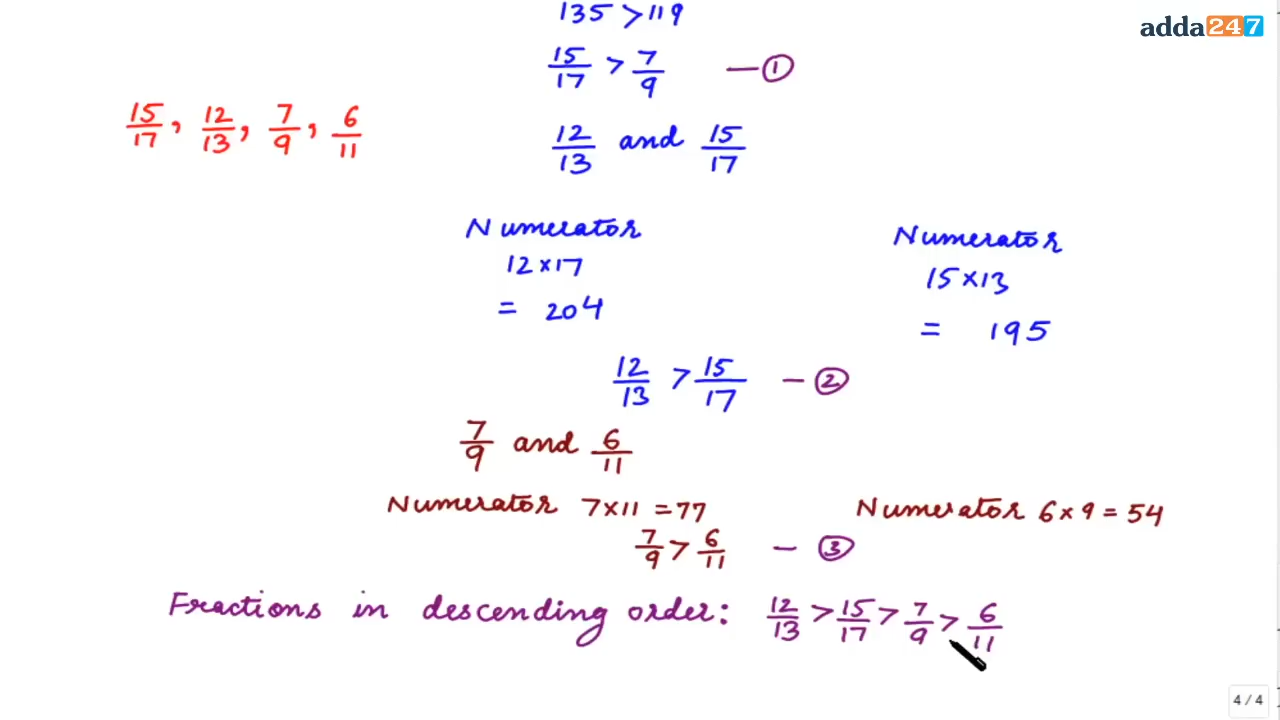 135 > 119
adda247
15/17 > 7/9 — ①
15/17, 12/13, 7/9, 6/11
12/13 and 15/17
Numerator
12 × 17
= 204
Numerator
15 × 13
= 195
12/13 > 15/17 — ②
7/9 and 6/11
Numerator 7 × 11 = 77
Numerator 6 × 9 = 54
7/9 > 6/11 — ③
Fractions in descending order: 12/13 > 15/17 > 7/9 > 6/11
4 / 4